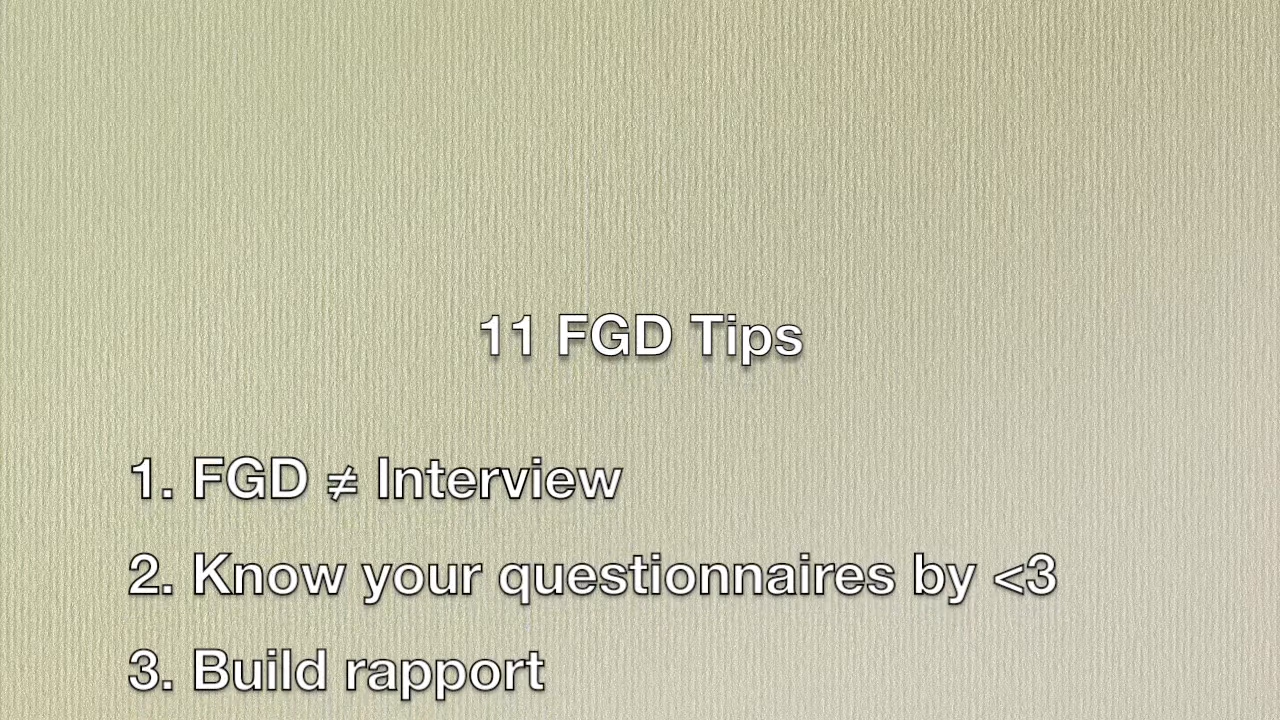 11 FGD Tips
1. FGD ≠ Interview
2. Know your questionnaires by <3
3. Build rapport